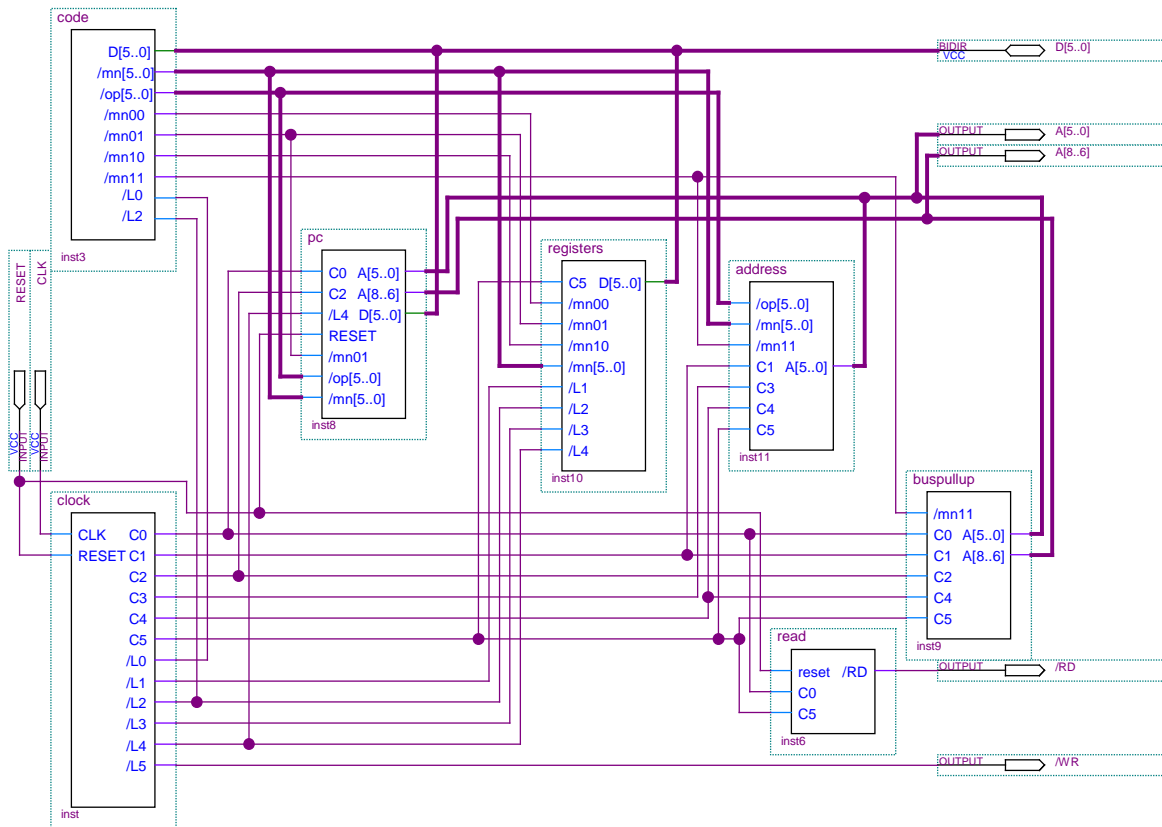 code
D[5..0]
/mn[5..0]
/op[5..0]
/mn00
/mn01
/mn10
/mn11
/L0
/L2
inst3
BIDIR
VCC
D[5..0]
OUTPUT
A[5..0]
OUTPUT
A[8..6]
RESET
VCC
INPUT
CLK
VCC
INPUT
pc
C0 A[5..0]
C2 A[8..6]
/L4 D[5..0]
RESET
/mn01
/op[5..0]
/mn[5..0]
inst8
registers
C5 D[5..0]
/mn00
/mn01
/mn10
/mn[5..0]
/L1
/L2
/L3
/L4
inst10
address
/op[5..0]
/mn[5..0]
/mn11
C1 A[5..0]
C3
C4
C5
inst11
buspullup
/mn11
C0 A[5..0]
C1 A[8..6]
C2
C4
C5
inst9
clock
CLK C0
RESET C1
C2
C3
C4
C5
/L0
/L1
/L2
/L3
/L4
/L5
inst
read
reset /RD
C0
C5
inst6
OUTPUT
/RD
OUTPUT
/WR